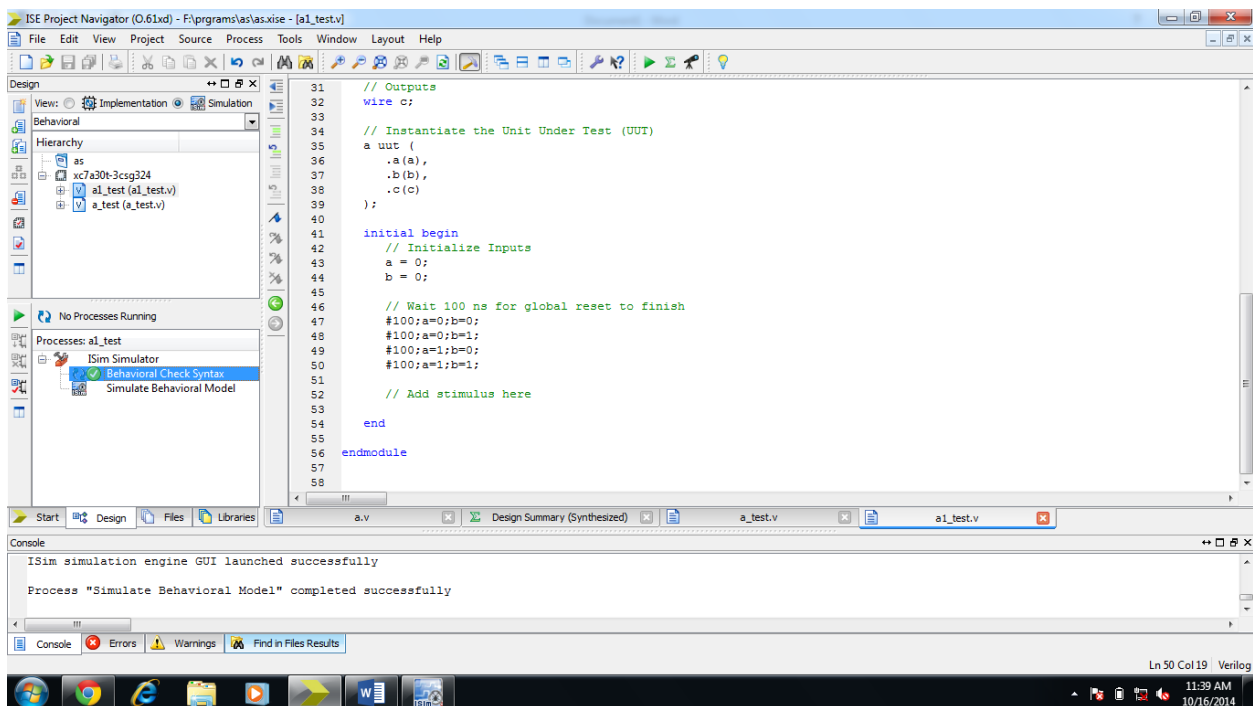 ISE Project Navigator (O.61xd) - F:\prgrams\as\as.xise - [a1_test.v]
File Edit View Project Source Process Tools Window Layout Help
Design
View: Implementation Simulation
Behavioral
Hierarchy
as
xc7a30t-3csg324
a1_test (a1_test.v)
a_test (a_test.v)
No Processes Running
Processes: a1_test
ISim Simulator
Behavioral Check Syntax
Simulate Behavioral Model
Start Design Files Libraries
31 // Outputs
32 wire c;
33
34 // Instantiate the Unit Under Test (UUT)
35 a uut (
36 .a(a),
37 .b(b),
38 .c(c)
39 );
40
41 initial begin
42 // Initialize Inputs
43 a = 0;
44 b = 0;
45
46 // Wait 100 ns for global reset to finish
47 #100;a=0;b=0;
48 #100;a=0;b=1;
49 #100;a=1;b=0;
50 #100;a=1;b=1;
51
52 // Add stimulus here
53
54 end
55
56 endmodule
57
58
a.v Design Summary (Synthesized) a_test.v a1_test.v
Console
ISim simulation engine GUI launched successfully
Process "Simulate Behavioral Model" completed successfully
Console Errors Warnings Find in Files Results
Ln 50 Col 19 Verilog
11:39 AM
10/16/2014